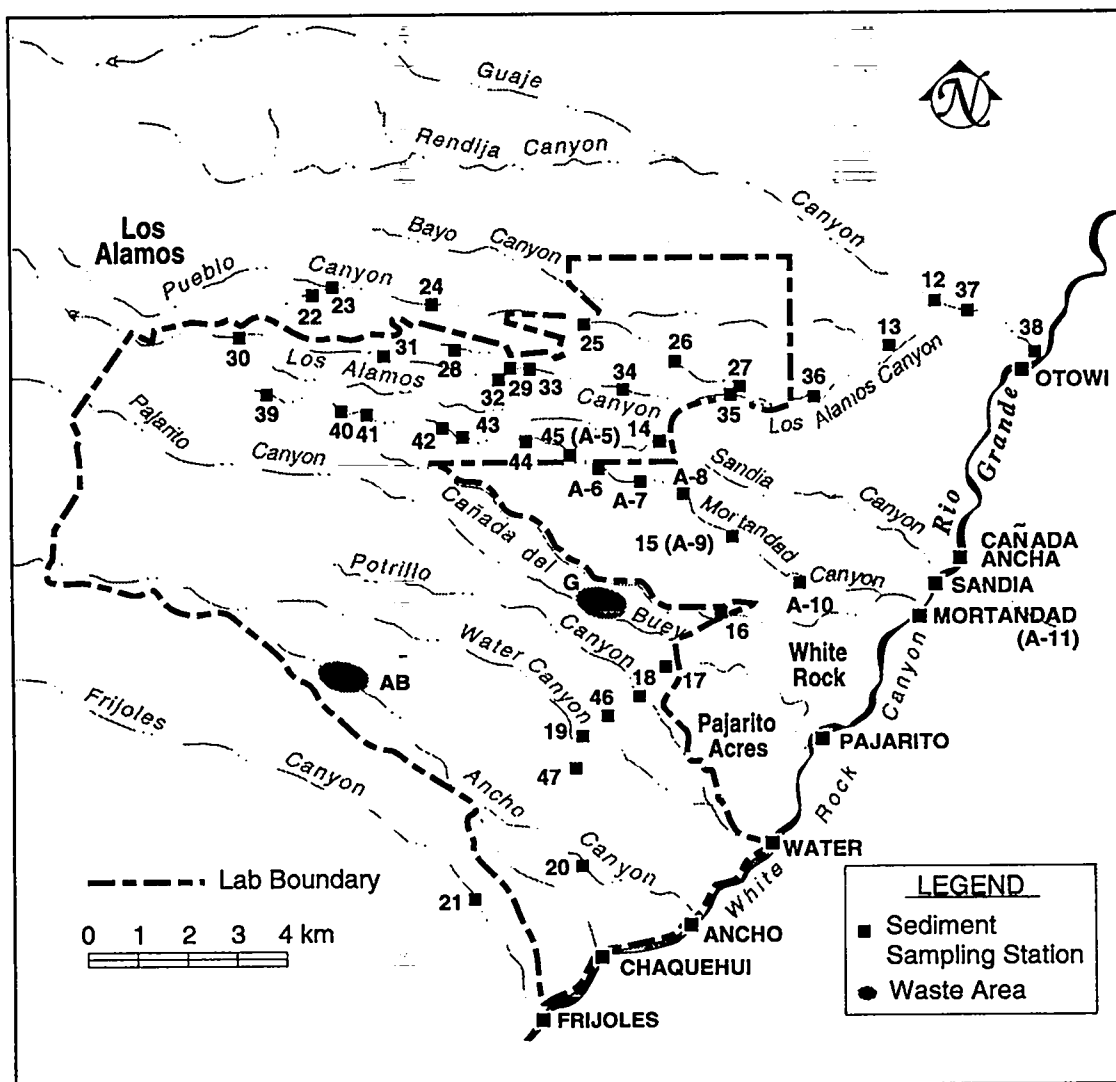 Guaje
N
Rendija Canyon
Canyon
Los
Alamos
Bayo Canyon
Pueblo Canyon
12
37
24
23
22
13
38
25
26
OTOWI
30
31
Los Alamos
28
29
33
27
36
34
32
35
Canyon
Los Alamos Canyon
39
40
41
42
43
45 (A-5)
14
44
Pajarito
Canyon
Sandia
Canyon
Rio Grande
A-6
A-7
A-8
Mortandad
Canyon
15 (A-9)
CAÑADA
ANCHA
Cañada del
Buey
G
SANDIA
A-10
MORTANDAD
(A-11)
16
Potrillo
Canyon
Water Canyon
White
Rock
17
18
46
AB
19
Pajarito
Acres
PAJARITO
Frijoles
Canyon
47
Ancho
Canyon
White Rock Canyon
WATER
20
21
Lab Boundary
0 1 2 3 4 km
ANCHO
CHAQUEHUI
FRIJOLES
LEGEND
Sediment
Sampling Station
Waste Area